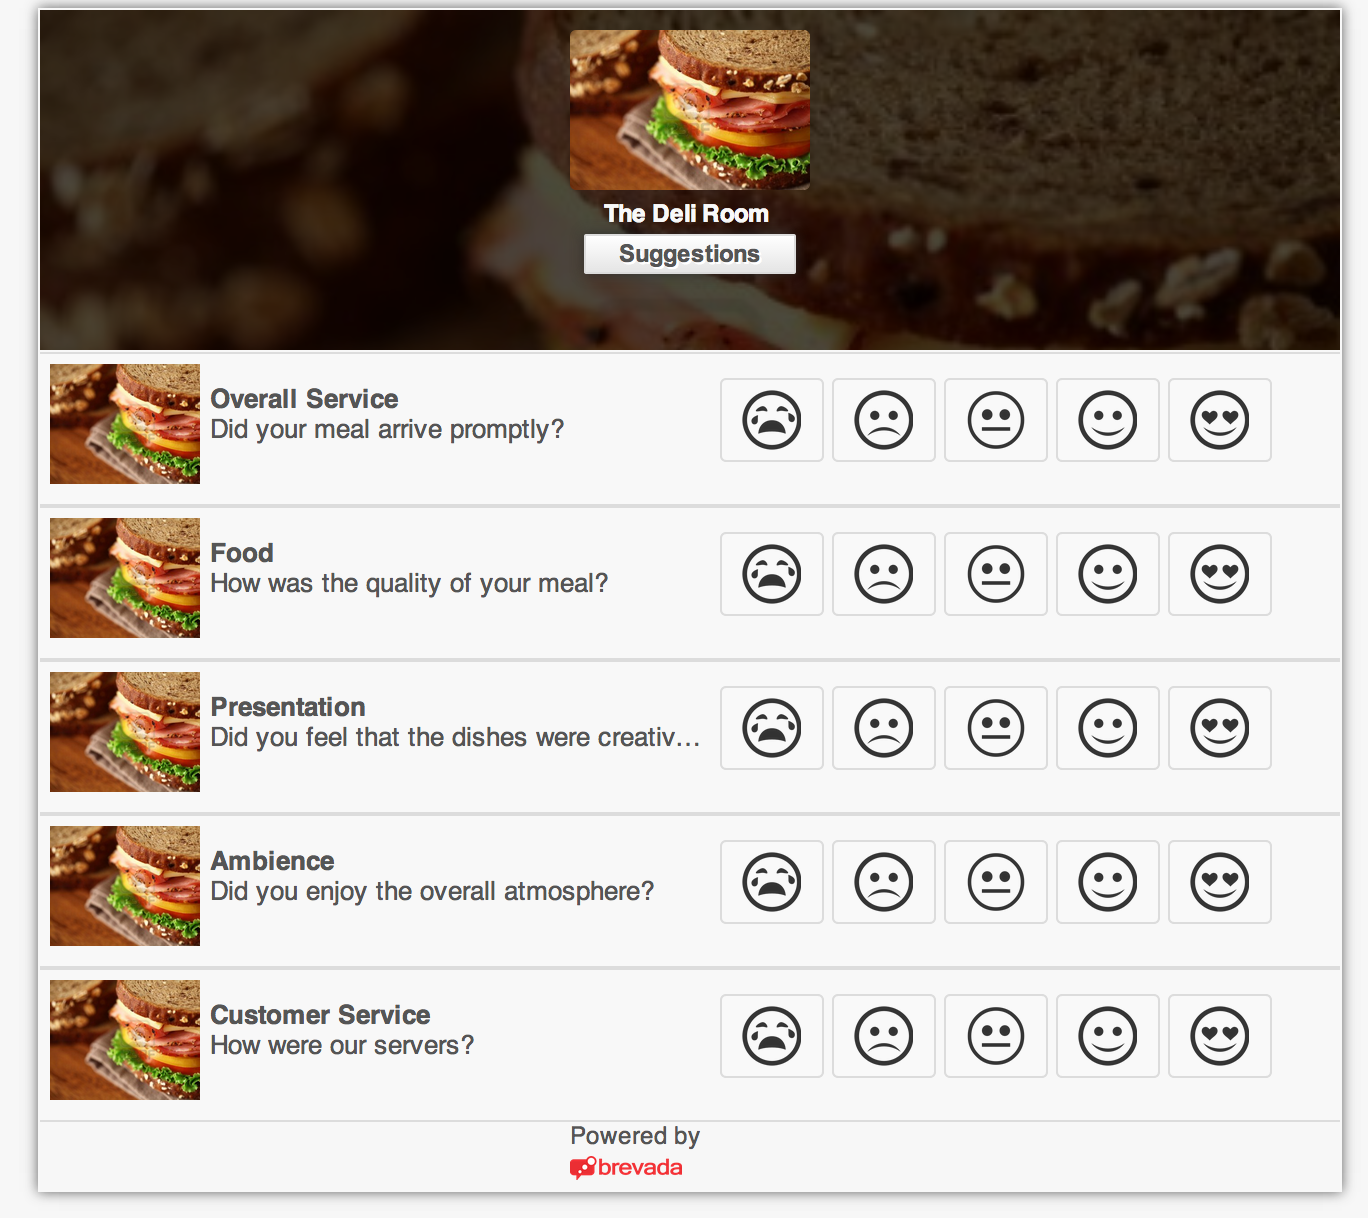 The Deli Room
Suggestions
Overall Service
Did your meal arrive promptly?
Food
How was the quality of your meal?
Presentation
Did you feel that the dishes were creativ…
Ambience
Did you enjoy the overall atmosphere?
Customer Service
How were our servers?
Powered by
brevada